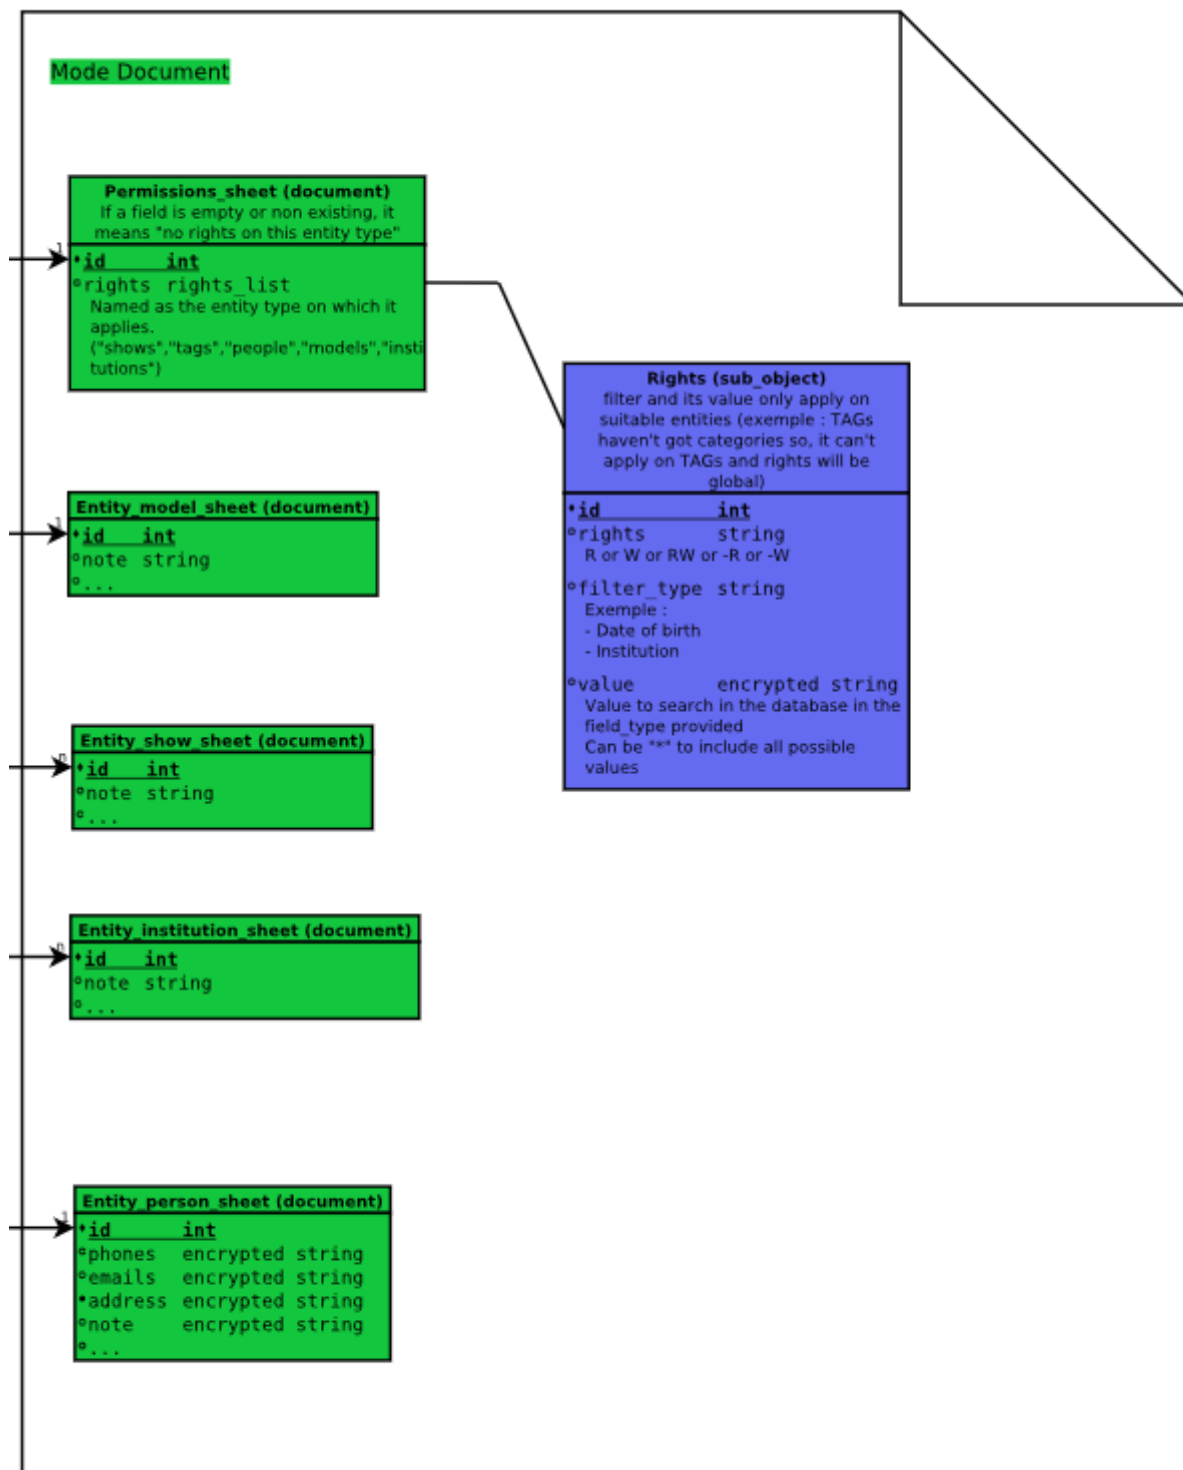 Mode Document
Permissions_sheet (document)
If a field is empty or non existing, it
means "no rights on this entity type"
1
id int
rights rights_list
Named as the entity type on which it
applies.
("shows","tags","people","models","insti
tutions")
Rights (sub_object)
filter and its value only apply on
suitable entities (exemple : TAGs
haven't got categories so, it can't
apply on TAGs and rights will be
global)
id int
rights string
R or W or RW or -R or -W
filter_type string
Exemple :
- Date of birth
- Institution
value encrypted string
Value to search in the database in the
field_type provided
Can be "*" to include all possible
values
Entity_model_sheet (document)
1
id int
note string
...
Entity_show_sheet (document)
n
id int
note string
...
Entity_institution_sheet (document)
n
id int
note string
...
Entity_person_sheet (document)
1
id int
phones encrypted string
emails encrypted string
address encrypted string
note encrypted string
...